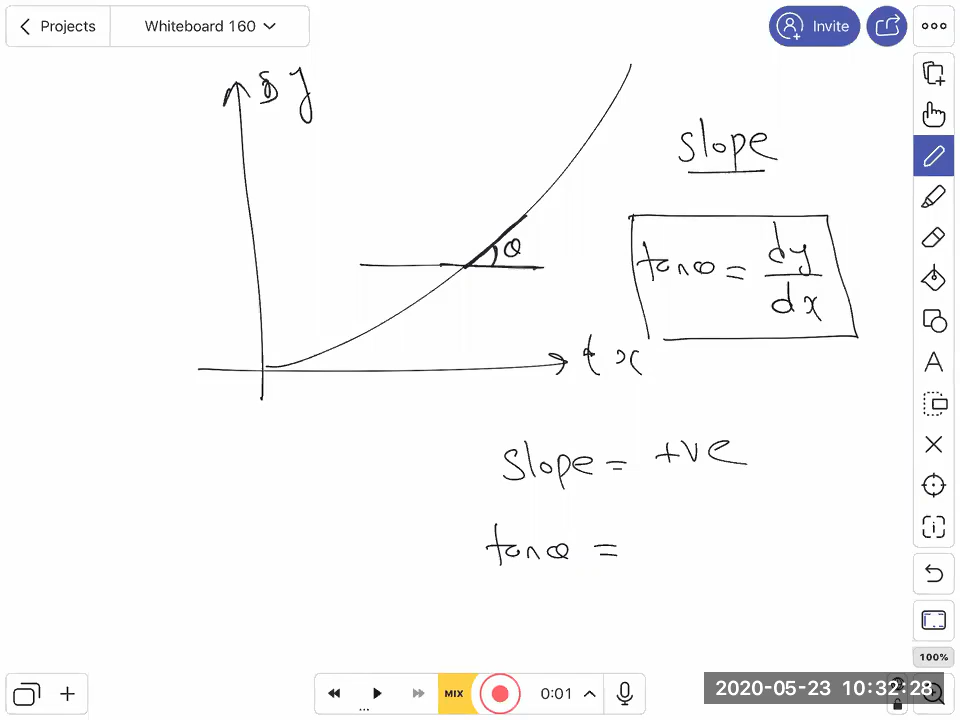 Projects
Whiteboard 160
Invite
y
slope
θ
tanθ = dy/dx
t x
slope = +ve
tanθ =
A
100%
MIX
0:01
2020-05-23 10:32:28